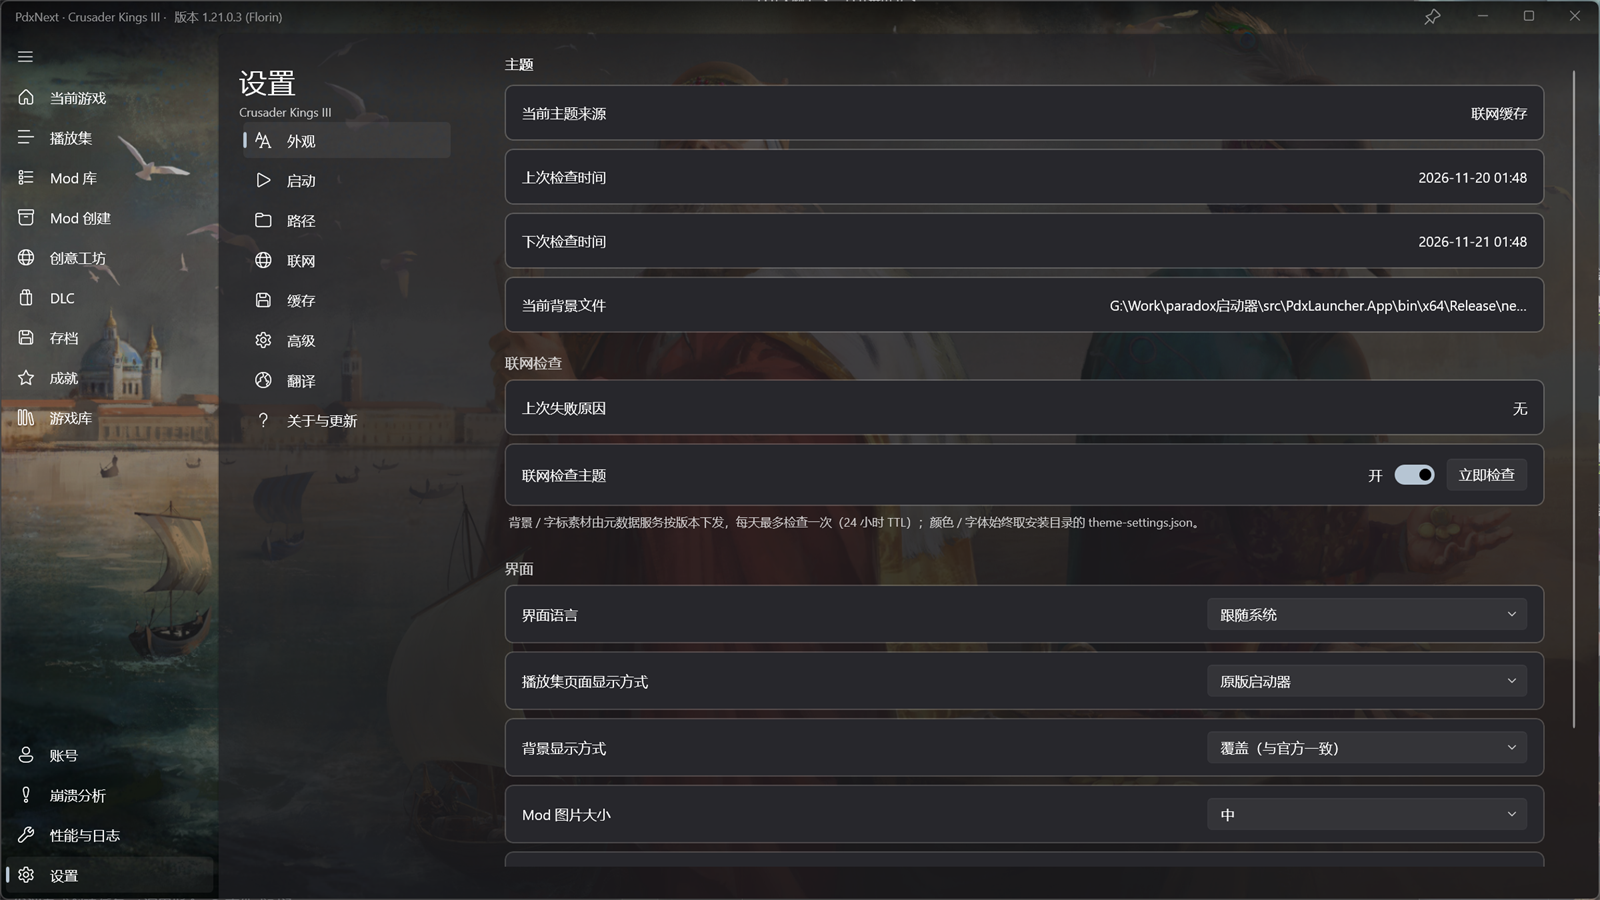 PdxNext · Crusader Kings III · 版本 1.21.0.3 (Florin)
当前游戏
播放集
Mod 库
Mod 创建
创意工坊
DLC
存档
成就
游戏库
账号
崩溃分析
性能与日志
设置
设置
Crusader Kings III
外观
启动
路径
联网
缓存
高级
翻译
关于与更新
主题
当前主题来源 联网缓存
上次检查时间 2026-11-20 01:48
下次检查时间 2026-11-21 01:48
当前背景文件 G:\Work\paradox启动器\src\PdxLauncher.App\bin\x64\Release\ne...
联网检查
上次失败原因 无
联网检查主题 开 立即检查
背景 / 字标素材由元数据服务按版本下发，每天最多检查一次（24 小时 TTL）；颜色 / 字体始终取安装目录的 theme-settings.json。
界面
界面语言 跟随系统
播放集页面显示方式 原版启动器
背景显示方式 覆盖（与官方一致）
Mod 图片大小 中